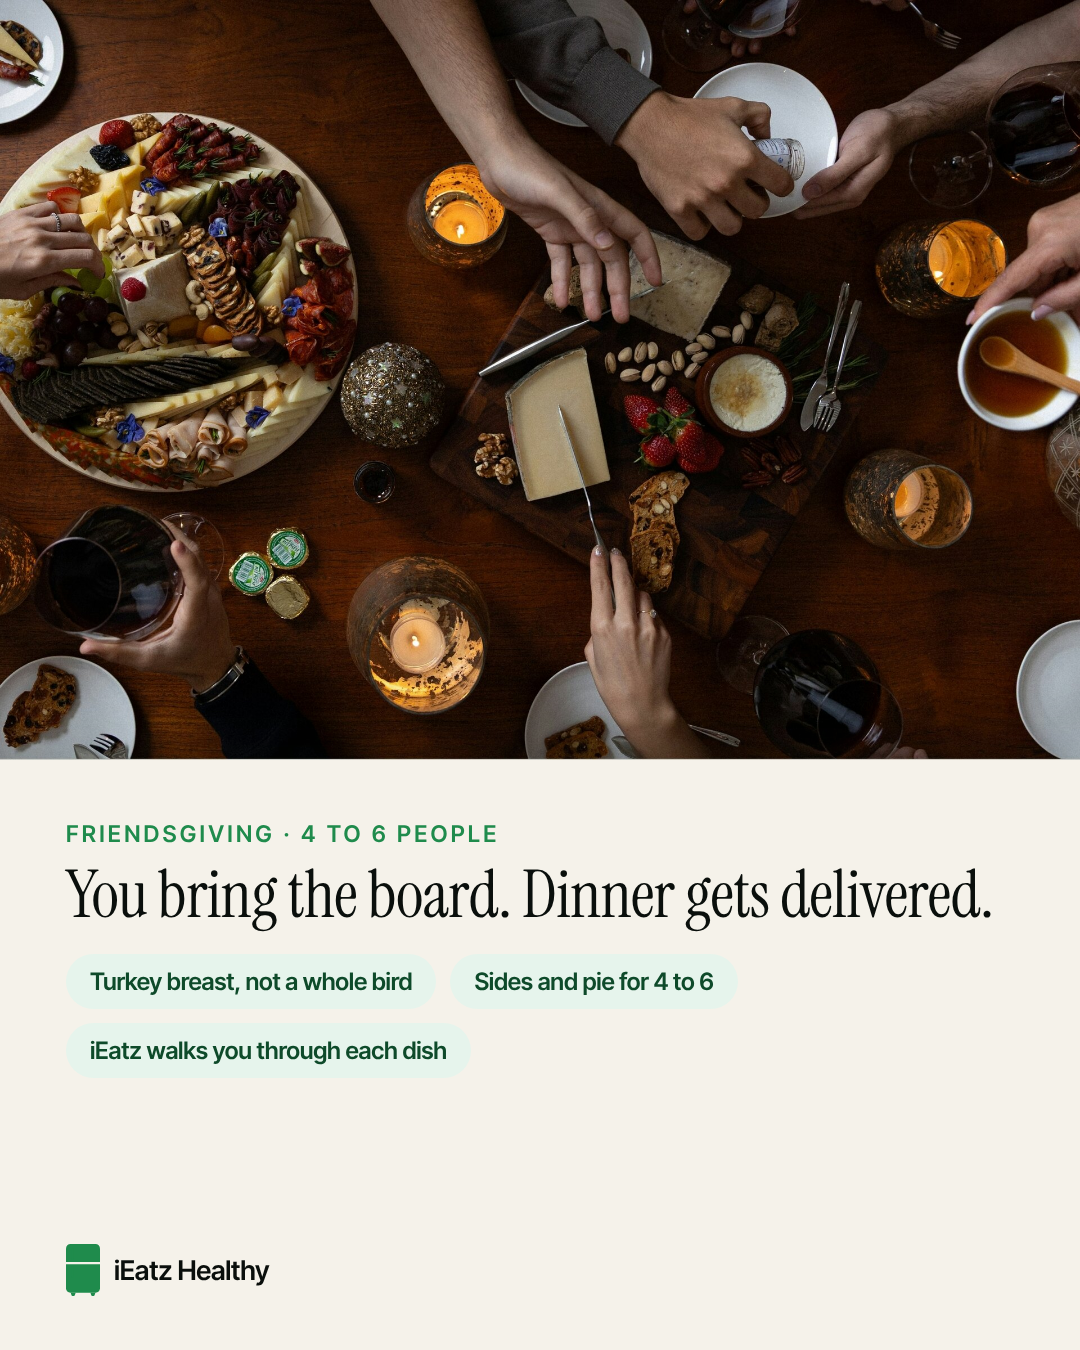 FRIENDSGIVING · 4 TO 6 PEOPLE
You bring the board. Dinner gets delivered.
Turkey breast, not a whole bird
Sides and pie for 4 to 6
iEatz walks you through each dish
iEatz Healthy